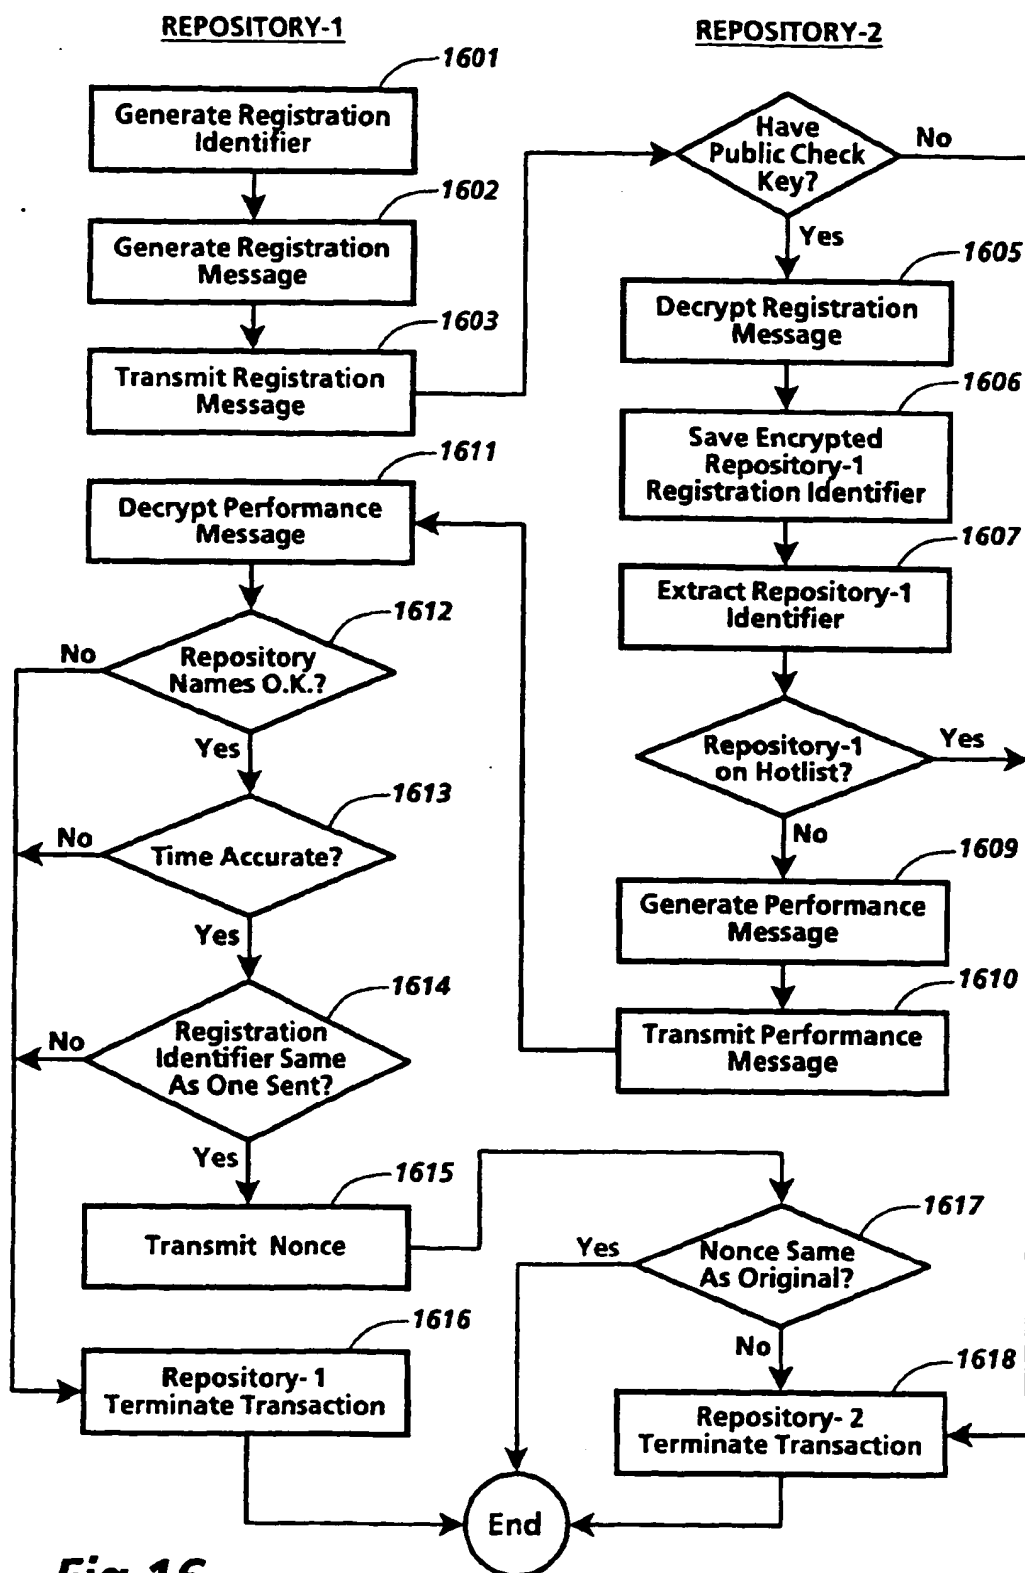 REPOSITORY-1
1601
Generate Registration
Identifier
1602
Generate Registration
Message
1603
Transmit Registration
Message
1611
Decrypt Performance
Message
1612
No
Repository
Names O.K.?
Yes
1613
No
Time Accurate?
Yes
1614
No
Registration
Identifier Same
As One Sent?
Yes
1615
Transmit Nonce
1616
Repository-1
Terminate Transaction
REPOSITORY-2
Have
Public Check
Key?
No
Yes
1605
Decrypt Registration
Message
1606
Save Encrypted
Repository-1
Registration Identifier
1607
Extract Repository-1
Identifier
Repository-1
on Hotlist?
Yes
No
1609
Generate Performance
Message
1610
Transmit Performance
Message
1617
Yes
Nonce Same
As Original?
No
1618
Repository-2
Terminate Transaction
End
Fig.16